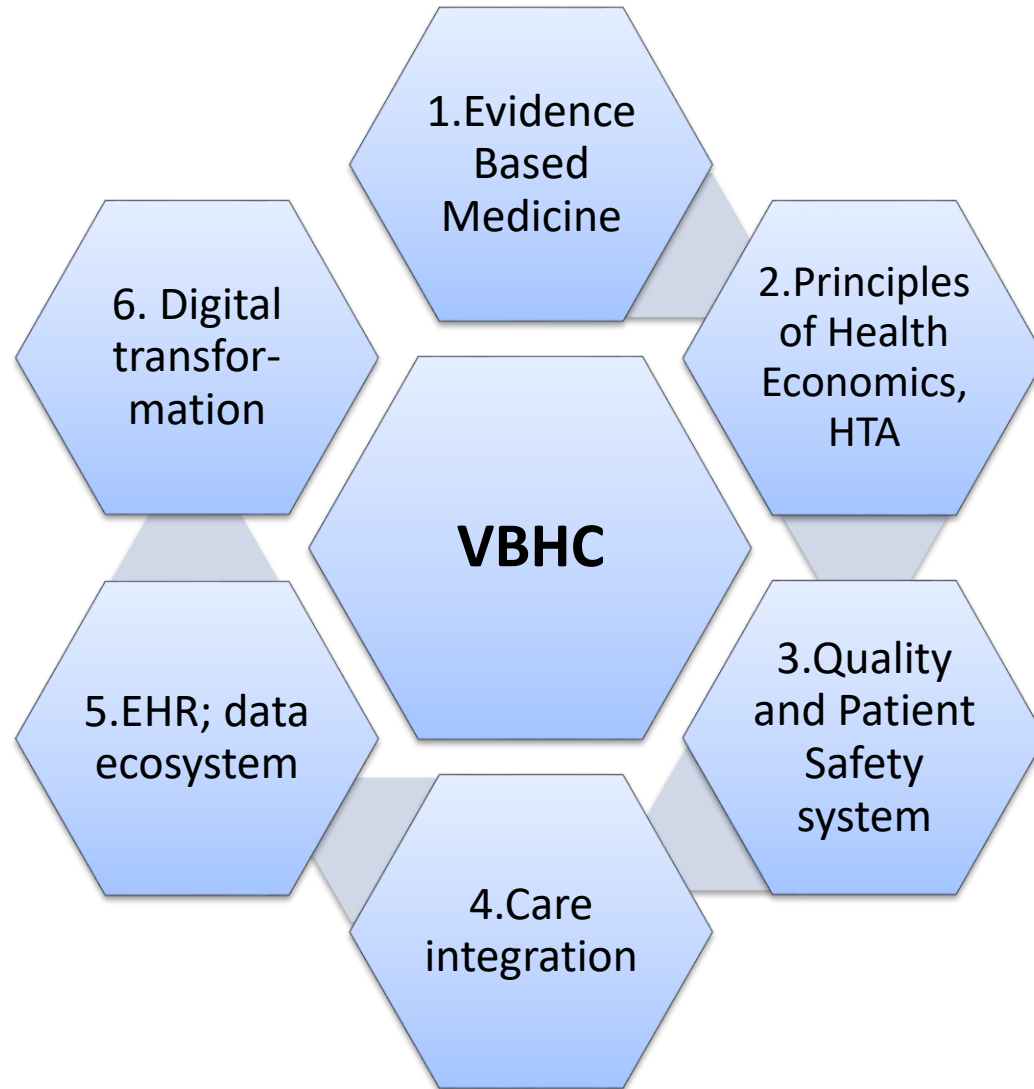 1.Evidence
Based
Medicine
2.Principles
of Health
Economics,
HTA
3.Quality
and Patient
Safety
system
4.Care
integration
5.EHR; data
ecosystem
6. Digital
transfor-
mation
VBHC